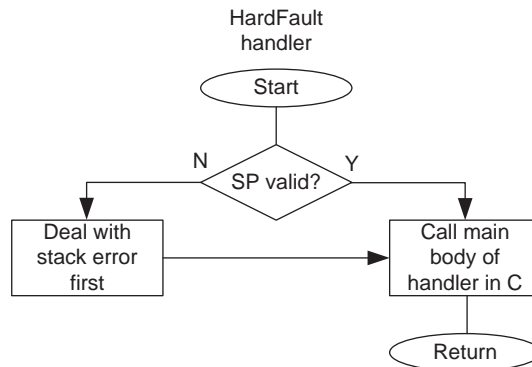 HardFault
handler
Start
N
Y
SP valid?
Deal with
stack error
first
Call main
body of
handler in C
Return